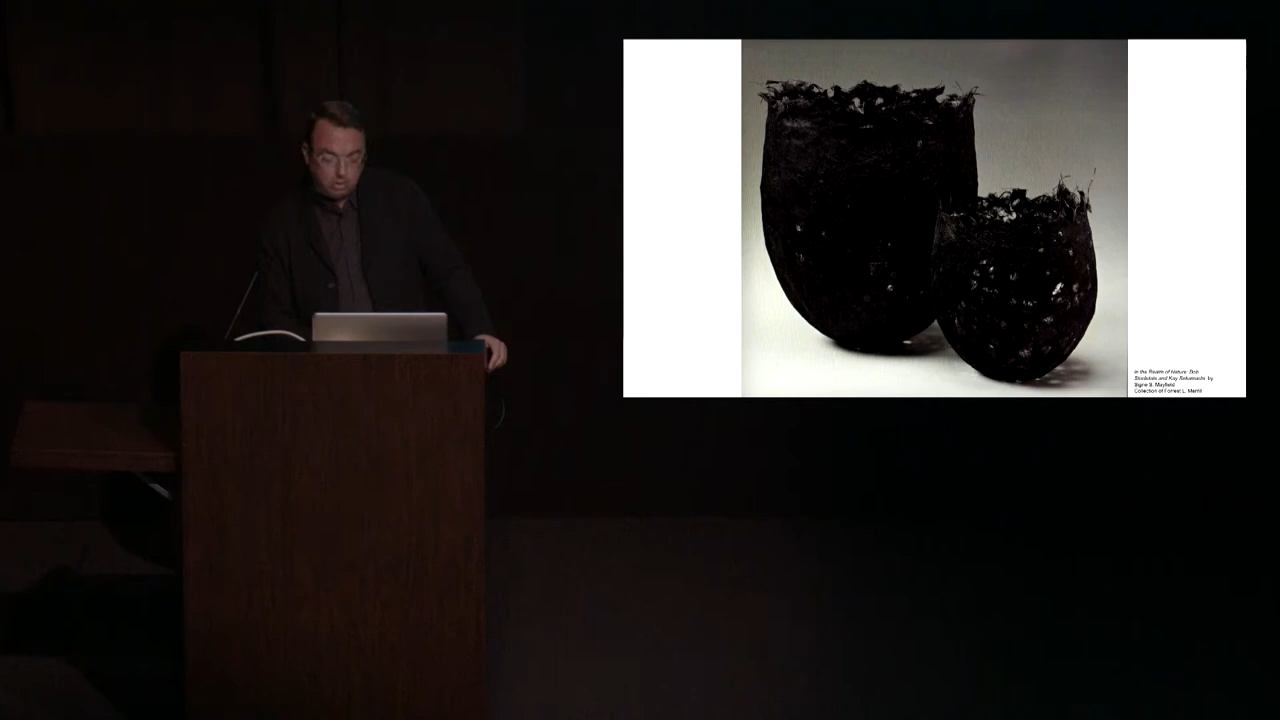 In the Realm of Nature: Bob
Stocksdale and Kay Sekimachi by
Signe S. Mayfield
Collection of Forrest L. Merrill